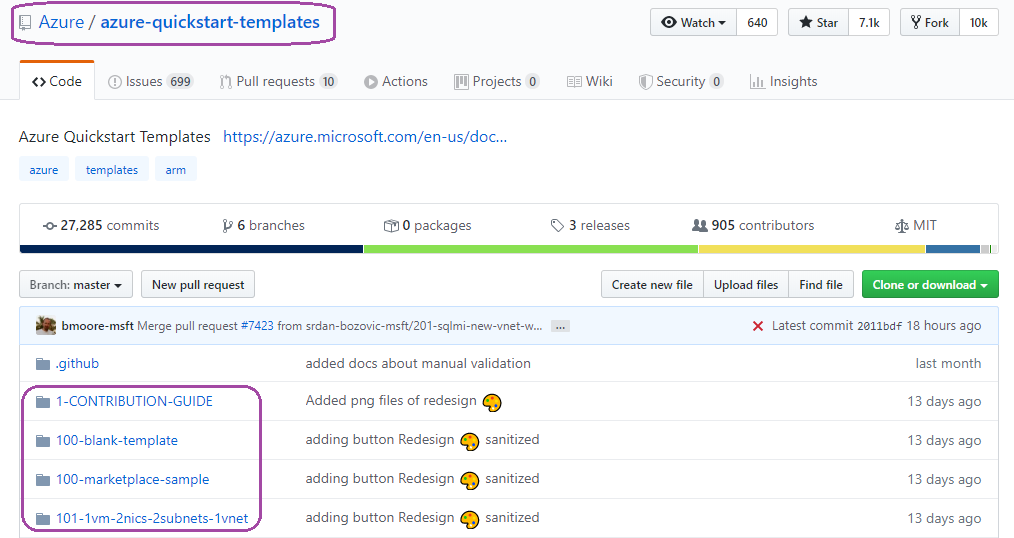 Azure / azure-quickstart-templates Watch 640 Star 7.1k Fork 10k
Code Issues 699 Pull requests 10 Actions Projects 0 Wiki Security 0 Insights
Azure Quickstart Templates https://azure.microsoft.com/en-us/doc...
azure templates arm
27,285 commits 6 branches 0 packages 3 releases 905 contributors MIT
Branch: master New pull request Create new file Upload files Find file Clone or download
bmoore-msft Merge pull request #7423 from srdan-bozovic-msft/201-sqlmi-new-vnet-w... ... Latest commit 2011bdf 18 hours ago
.github added docs about manual validation last month
1-CONTRIBUTION-GUIDE Added png files of redesign 🎨 13 days ago
100-blank-template adding button Redesign 🎨 sanitized 13 days ago
100-marketplace-sample adding button Redesign 🎨 sanitized 13 days ago
101-1vm-2nics-2subnets-1vnet adding button Redesign 🎨 sanitized 13 days ago